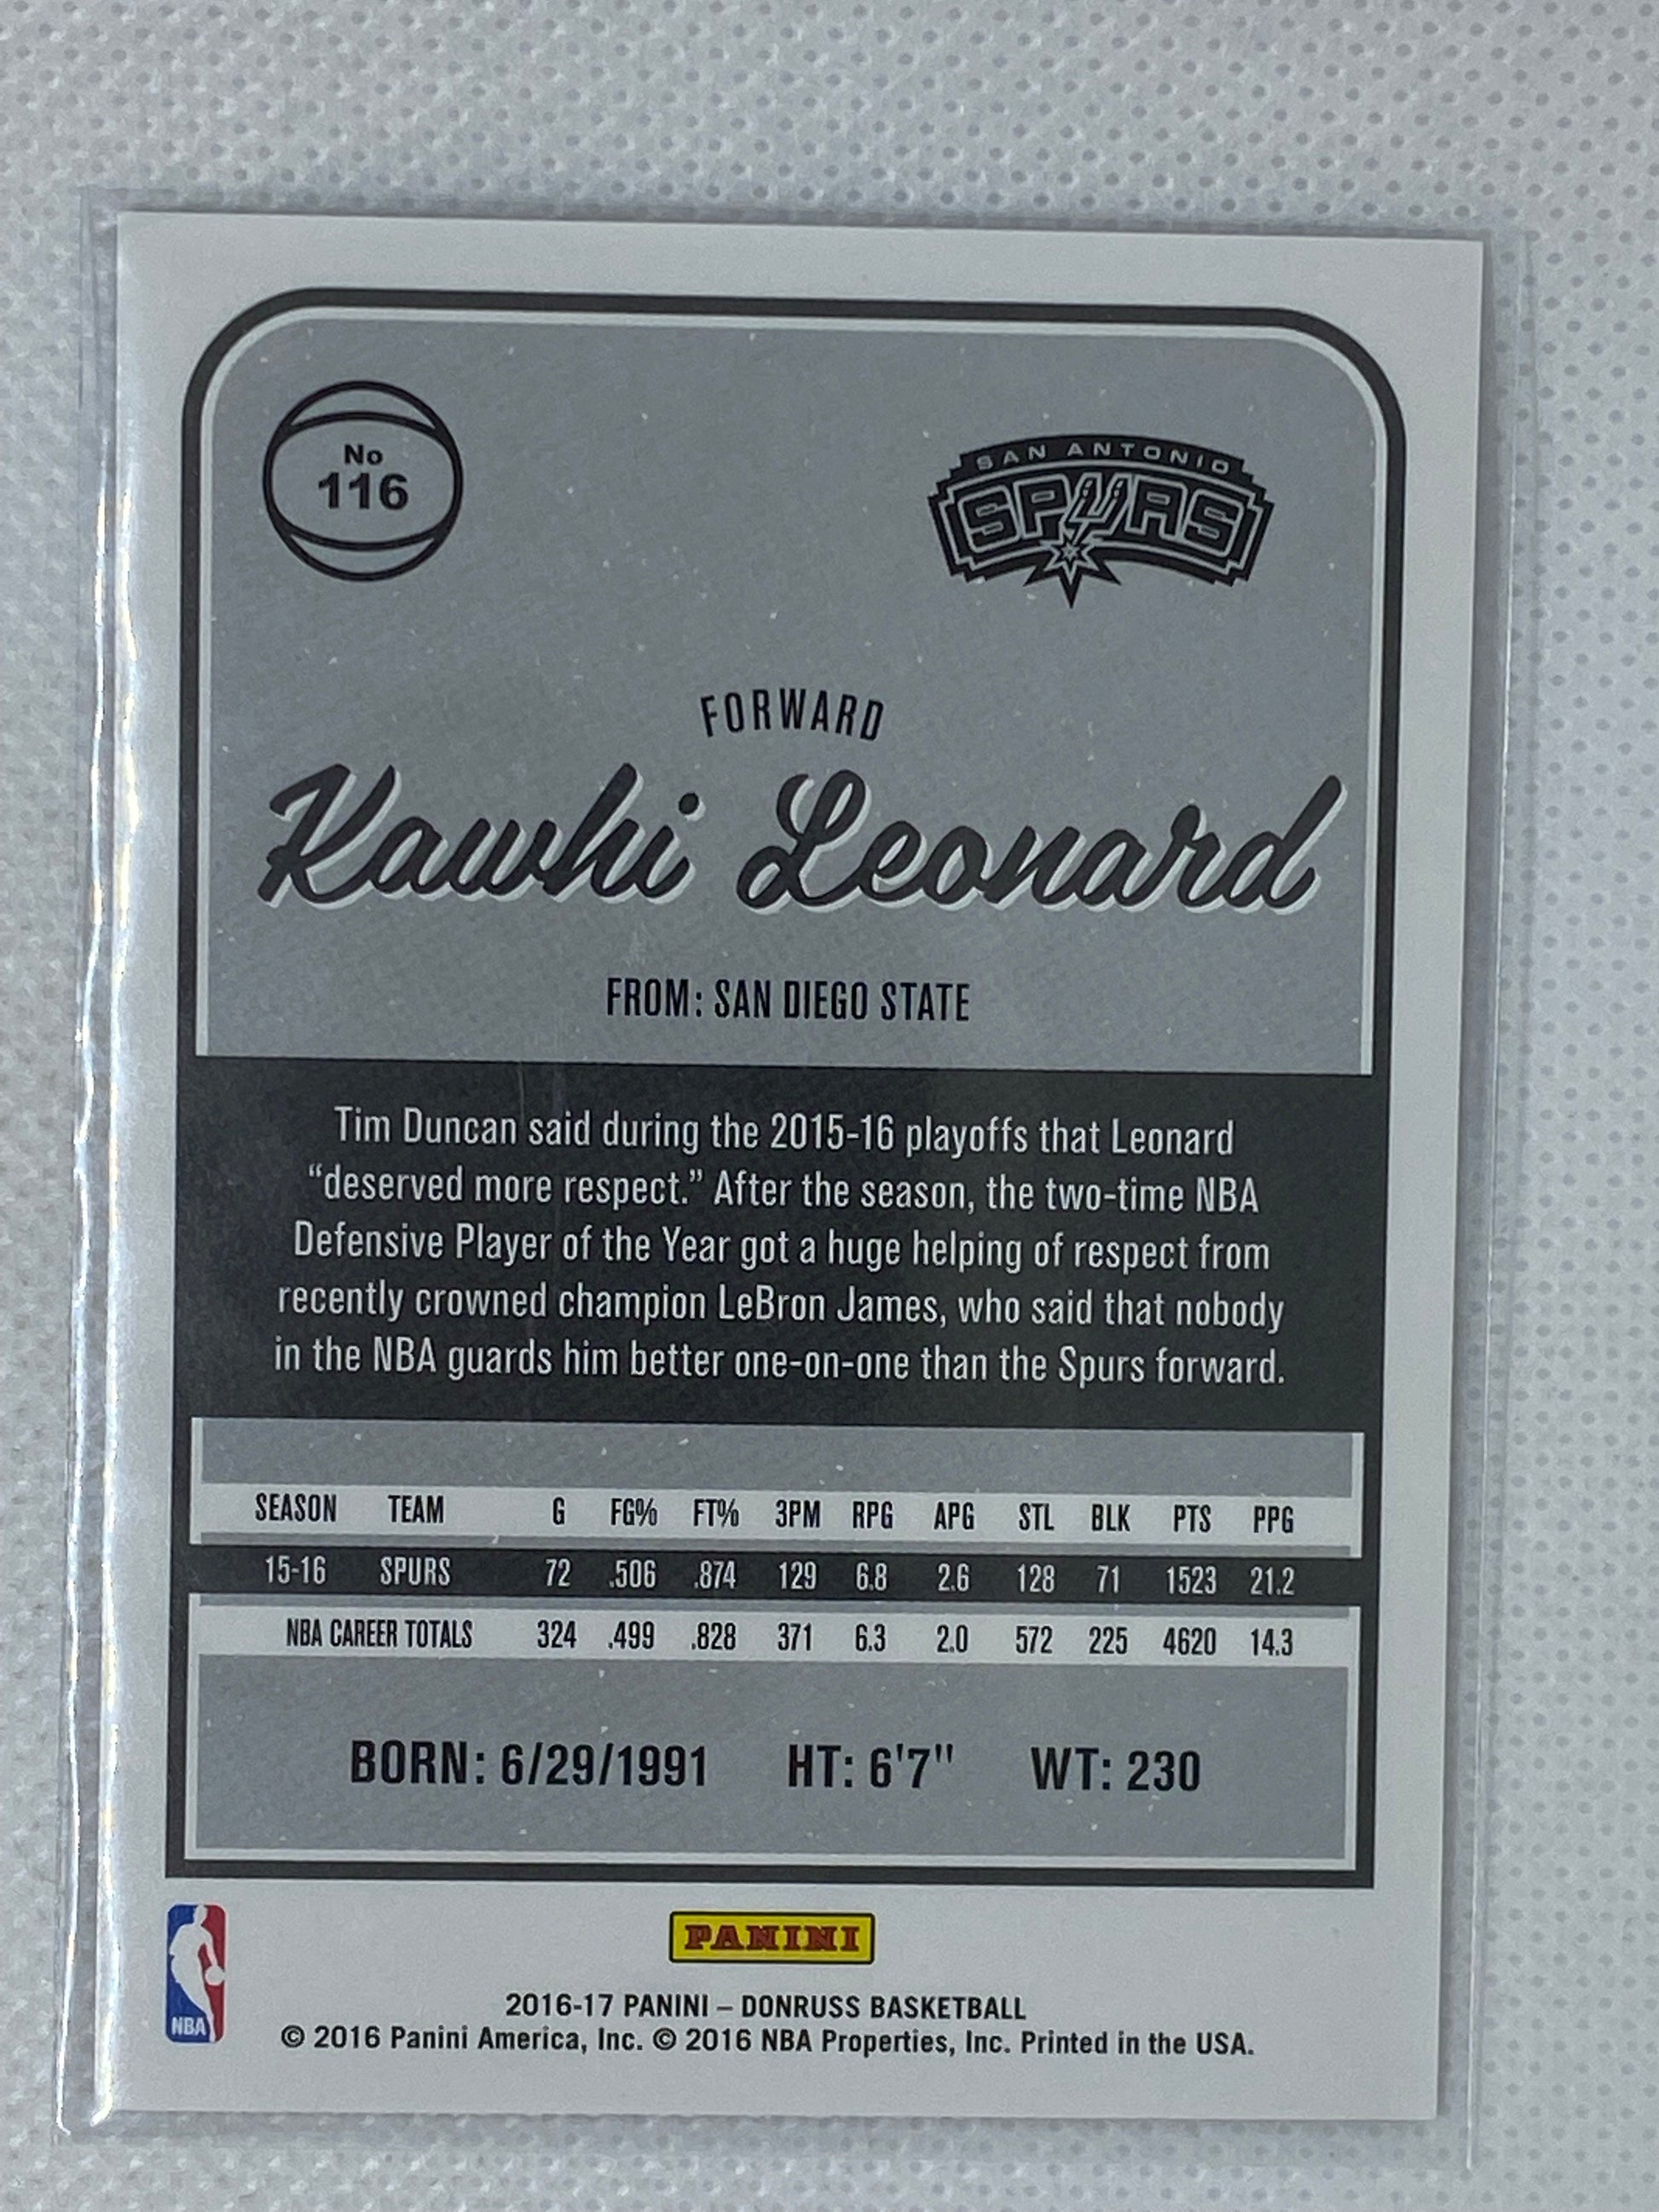 No
116
SAN ANTONIO
SPURS
FORWARD
Kawhi Leonard
FROM: SAN DIEGO STATE
Tim Duncan said during the 2015-16 playoffs that Leonard
“deserved more respect.” After the season, the two-time NBA
Defensive Player of the Year got a huge helping of respect from
recently crowned champion LeBron James, who said that nobody
in the NBA guards him better one-on-one than the Spurs forward.
SEASON TEAM G FG% FT% 3PM RPG APG STL BLK PTS PPG
15-16 SPURS 72 .506 .874 129 6.8 2.6 128 71 1523 21.2
NBA CAREER TOTALS 324 .499 .828 371 6.3 2.0 572 225 4620 14.3
BORN: 6/29/1991 HT: 6'7" WT: 230
NBA
PANINI
2016-17 PANINI – DONRUSS BASKETBALL
© 2016 Panini America, Inc. © 2016 NBA Properties, Inc. Printed in the USA.